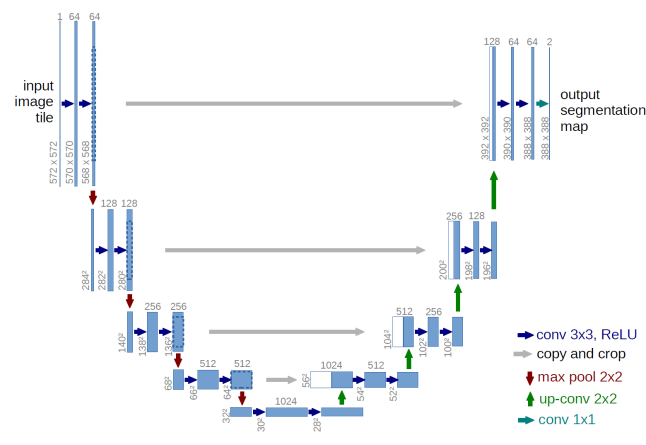 1 64 64
128 64 64 2
input
image
tile
output
segmentation
map
572 x 572
570 x 570
568 x 568
392 x 392
390 x 390
388 x 388
388 x 388
128 128
256 128
284²
282²
280²
200²
198²
196²
256 256
512 256
140²
138²
136²
104²
102²
100²
conv 3x3, ReLU
copy and crop
512 512
1024 512
68²
66²
64²
56²
54²
52²
max pool 2x2
up-conv 2x2
1024
32²
30²
28²
conv 1x1